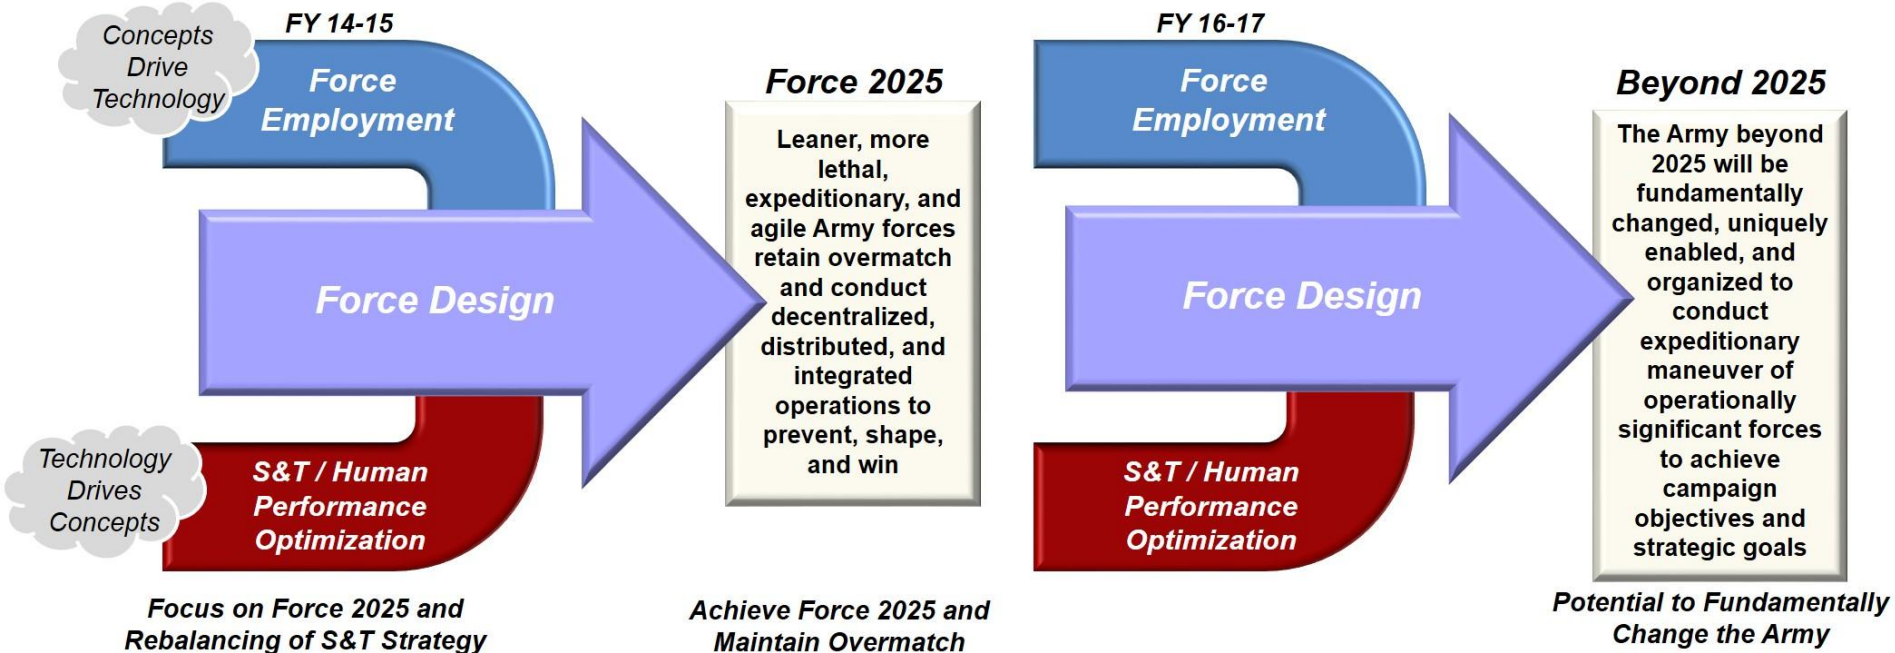 Concepts
Drive
Technology
FY 14-15
Force
Employment
Force Design
Technology
Drives
Concepts
S&T / Human
Performance
Optimization
Focus on Force 2025 and
Rebalancing of S&T Strategy
Force 2025
Leaner, more
lethal,
expeditionary, and
agile Army forces
retain overmatch
and conduct
decentralized,
distributed, and
integrated
operations to
prevent, shape,
and win
Achieve Force 2025 and
Maintain Overmatch
FY 16-17
Force
Employment
Force Design
S&T / Human
Performance
Optimization
Beyond 2025
The Army beyond
2025 will be
fundamentally
changed, uniquely
enabled, and
organized to
conduct
expeditionary
maneuver of
operationally
significant forces
to achieve
campaign
objectives and
strategic goals
Potential to Fundamentally
Change the Army